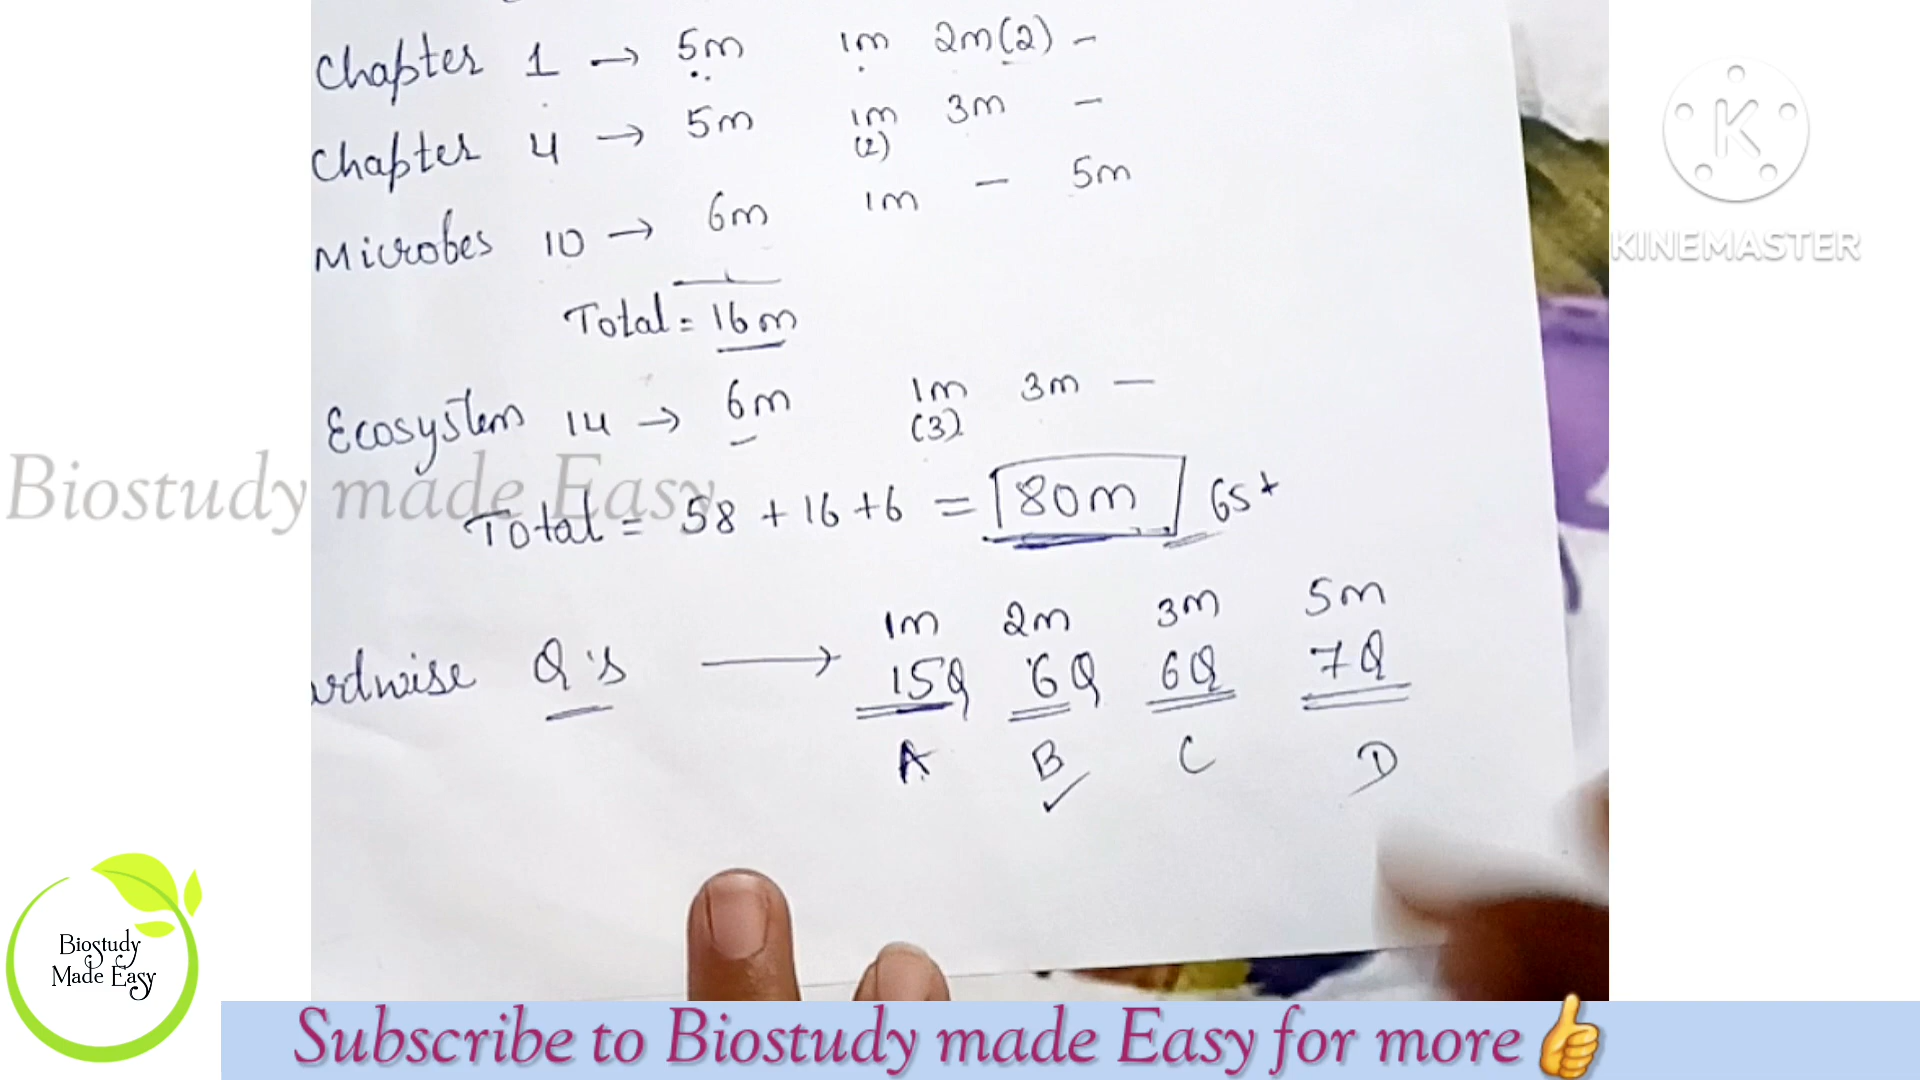 Chapter 1 → 5m 1m 2m(2) -
Chapter 4 → 5m 1m 3m -
(2)
Microbes 10 → 6m 1m - 5m
Total = 16m
Ecosystem 14 → 6m 1m 3m -
(3)
Total = 58 + 16 + 6 = 80m 65+
1m 2m 3m 5m
ardwise Q's → 15Q 6Q 6Q 7Q
A B C D
K
KINEMASTER
Biostudy made Easy
Biostudy
Made Easy
Subscribe to Biostudy made Easy for more